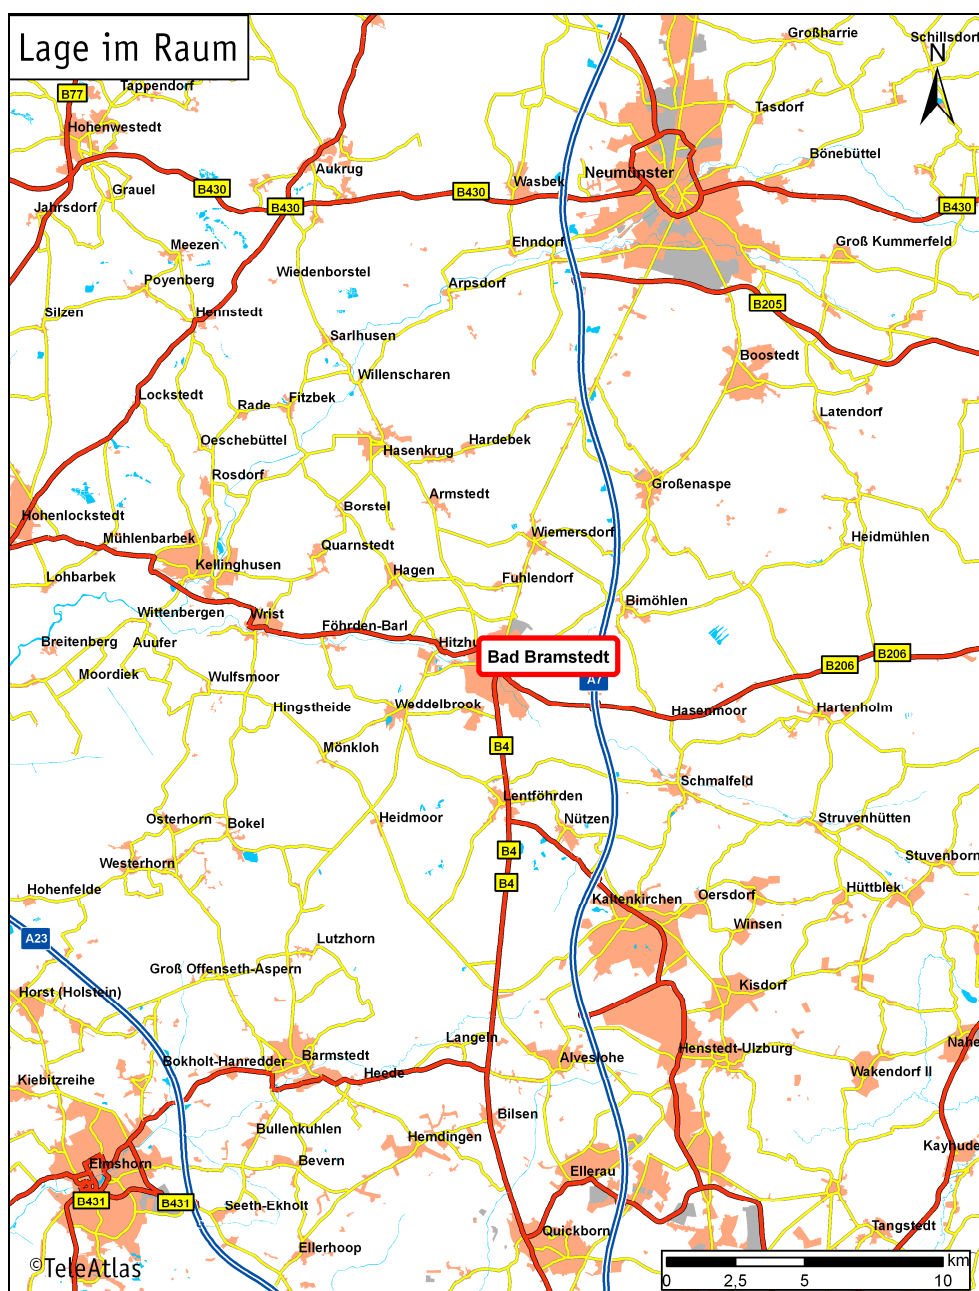 Lage im Raum
Großharrie
Schillsdorf
N
Tappendorf
B77
Tasdorf
Hohenwestedt
Bönebüttel
Aukrug
Neumünster
Wasbek
Grauel
B430
B430
B430
B430
Jahrsdorf
Meezen
Ehndorf
Groß Kummerfeld
Wiedenborstel
Poyenberg
Arpsdorf
B205
Silzen
Hennstedt
Sarlhusen
Boostedt
Willenscharen
Lockstedt
Fitzbek
Rade
Latendorf
Oeschebüttel
Hardebek
Hasenkrug
Rosdorf
Großenaspe
Armstedt
Borstel
Hohenlockstedt
Wiemersdorf
Mühlenbarbek
Heidmühlen
Quarnstedt
Kellinghusen
Hagen
Fuhlendorf
Lohbarbek
Bimöhlen
Wittenbergen
Wrist
Föhrden-Barl
Breitenberg
Auufer
Hitzhu
Bad Bramstedt
B206
B206
Moordiek
Wulfsmoor
A7
Hingstheide
Weddelbrook
Hasenmoor
Hartenholm
Mönkloh
B4
Schmalfeld
Lentföhrden
Osterhorn
Bokel
Heidmoor
Nützen
Struvenhütten
B4
Westerhorn
Stuvenborn
B4
Hohenfelde
Oersdorf
Hüttblek
Kaltenkirchen
Winsen
A23
Lutzhorn
Groß Offenseth-Aspern
Kisdorf
Horst (Holstein)
Langeln
Nahe
Bokholt-Hanredder
Barmstedt
Alveslohe
Henstedt-Ulzburg
Heede
Wakendorf II
Kiebitzreihe
Bilsen
Bullenkuhlen
Hemdingen
Kayhude
Elmshorn
Bevern
Ellerau
B431
B431
Seeth-Ekholt
Quickborn
Tangstedt
Ellerhoop
©TeleAtlas
km
0 2,5 5 10